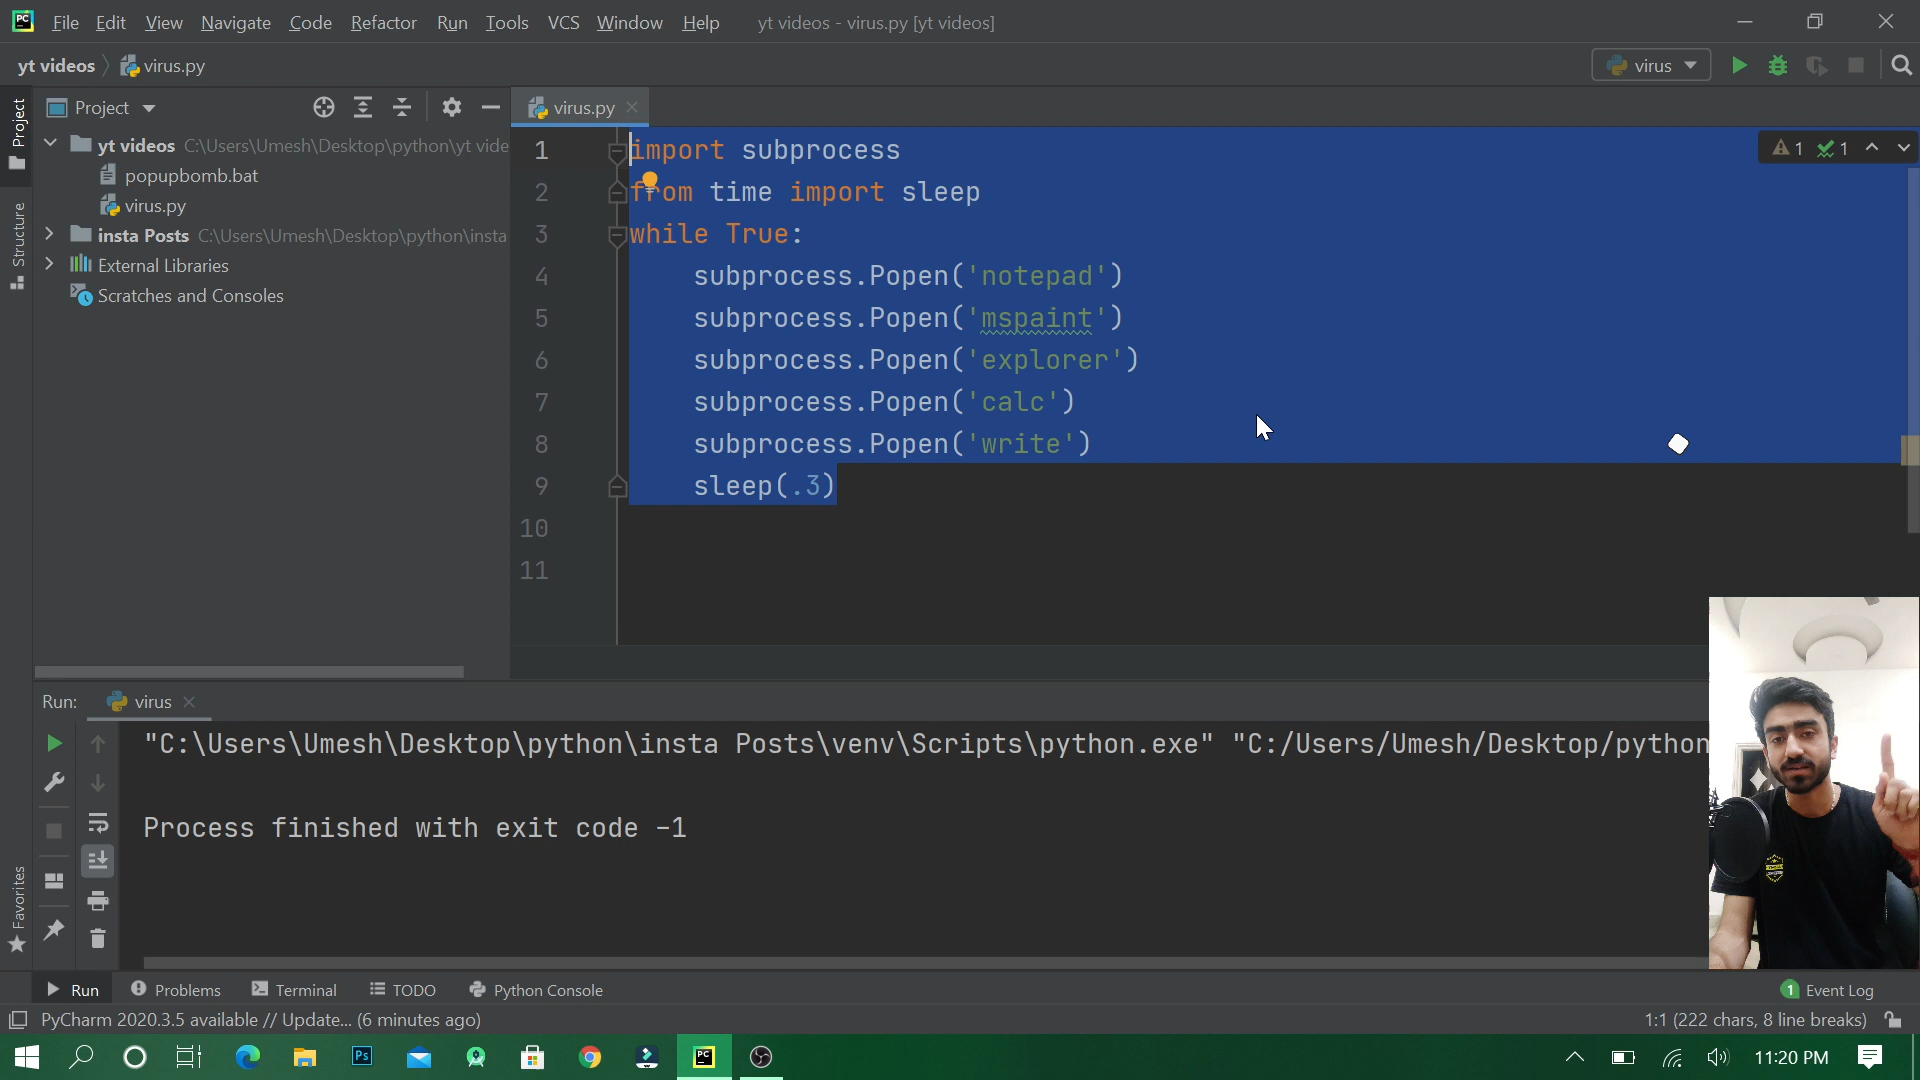 PC File Edit View Navigate Code Refactor Run Tools VCS Window Help yt videos - virus.py [yt videos]
yt videos virus.py virus
Project
Project
virus.py
yt videos C:\Users\Umesh\Desktop\python\yt vide
popupbomb.bat
virus.py
insta Posts C:\Users\Umesh\Desktop\python\insta
External Libraries
Scratches and Consoles
Structure
1 import subprocess
2 from time import sleep
3 while True:
4 subprocess.Popen('notepad')
5 subprocess.Popen('mspaint')
6 subprocess.Popen('explorer')
7 subprocess.Popen('calc')
8 subprocess.Popen('write')
9 sleep(.3)
10
11
1 1
Run: virus
"C:\Users\Umesh\Desktop\python\insta Posts\venv\Scripts\python.exe" "C:/Users/Umesh/Desktop/python
Process finished with exit code -1
Favorites
Run Problems Terminal TODO Python Console 1 Event Log
PyCharm 2020.3.5 available // Update... (6 minutes ago) 1:1 (222 chars, 8 line breaks)
Ps PC 11:20 PM